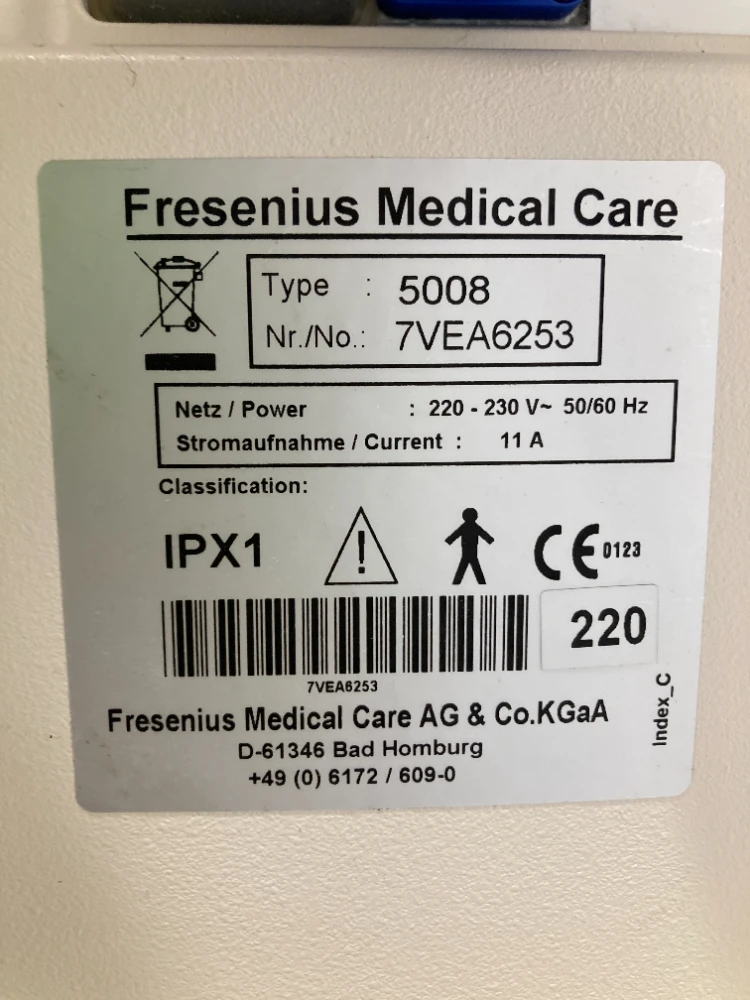 Fresenius Medical Care
Type : 5008
Nr./No.: 7VEA6253
Netz / Power : 220 - 230 V~ 50/60 Hz
Stromaufnahme / Current : 11 A
Classification:
IPX1 ! CE 0123
220
7VEA6253
Index_C
Fresenius Medical Care AG & Co.KGaA
D-61346 Bad Homburg
+49 (0) 6172 / 609-0